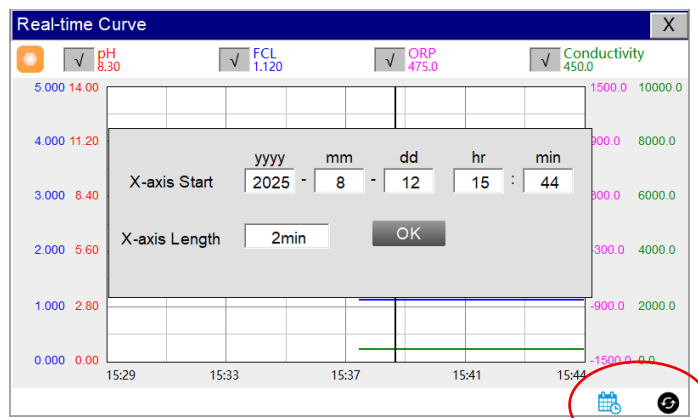 Real-time Curve X
√ pH 8.30 √ FCL 1.120 √ ORP 475.0 √ Conductivity 450.0
5.000 14.00 1500.0 10000.0
4.000 11.20 900.0 8000.0
yyyy mm dd hr min
X-axis Start 2025 - 8 - 12 15 : 44
3.000 8.40 300.0 6000.0
X-axis Length 2min OK
2.000 5.60 -300.0 4000.0
1.000 2.80 -900.0 2000.0
0.000 0.00 -1500.0 0.0
15:29 15:33 15:37 15:41 15:44